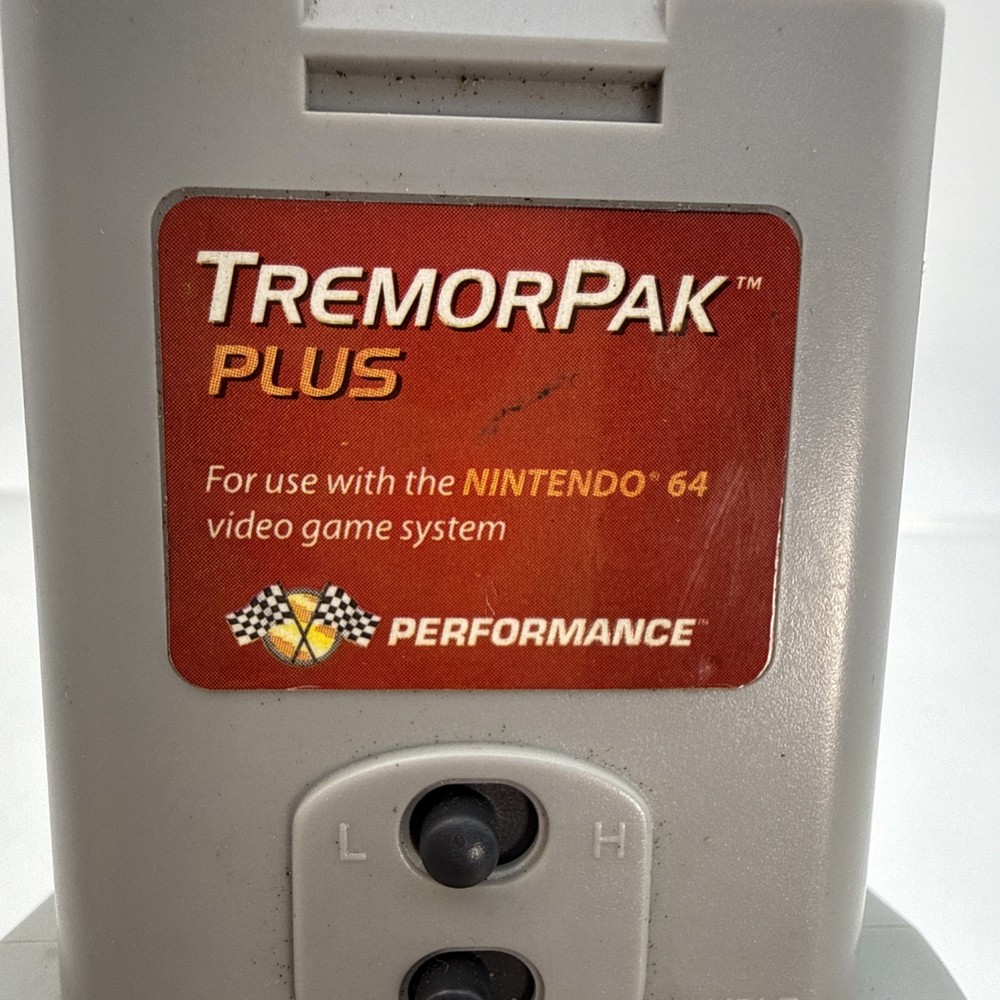 TREMORPAK™
PLUS
For use with the NINTENDO® 64
video game system
PERFORMANCE™
L H